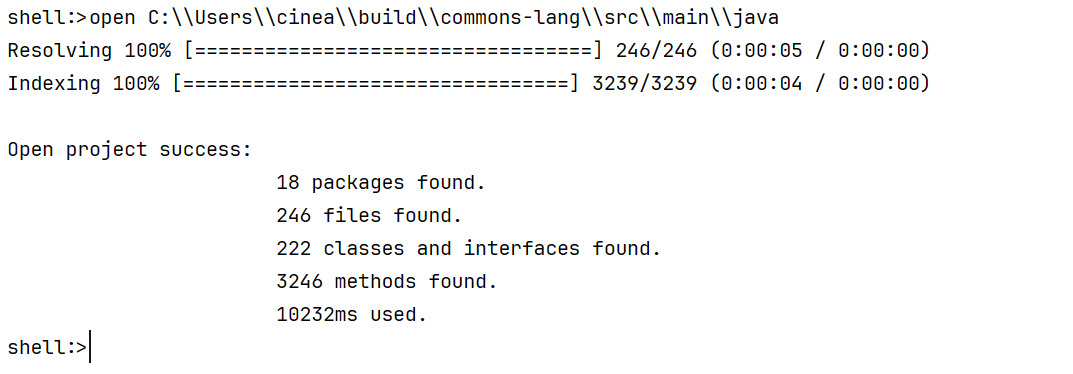 shell:>open C:\\Users\\cinea\\build\\commons-lang\\src\\main\\java
Resolving 100% [==================================] 246/246 (0:00:05 / 0:00:00)
Indexing 100% [=================================] 3239/3239 (0:00:04 / 0:00:00)
Open project success:
18 packages found.
246 files found.
222 classes and interfaces found.
3246 methods found.
10232ms used.
shell:>